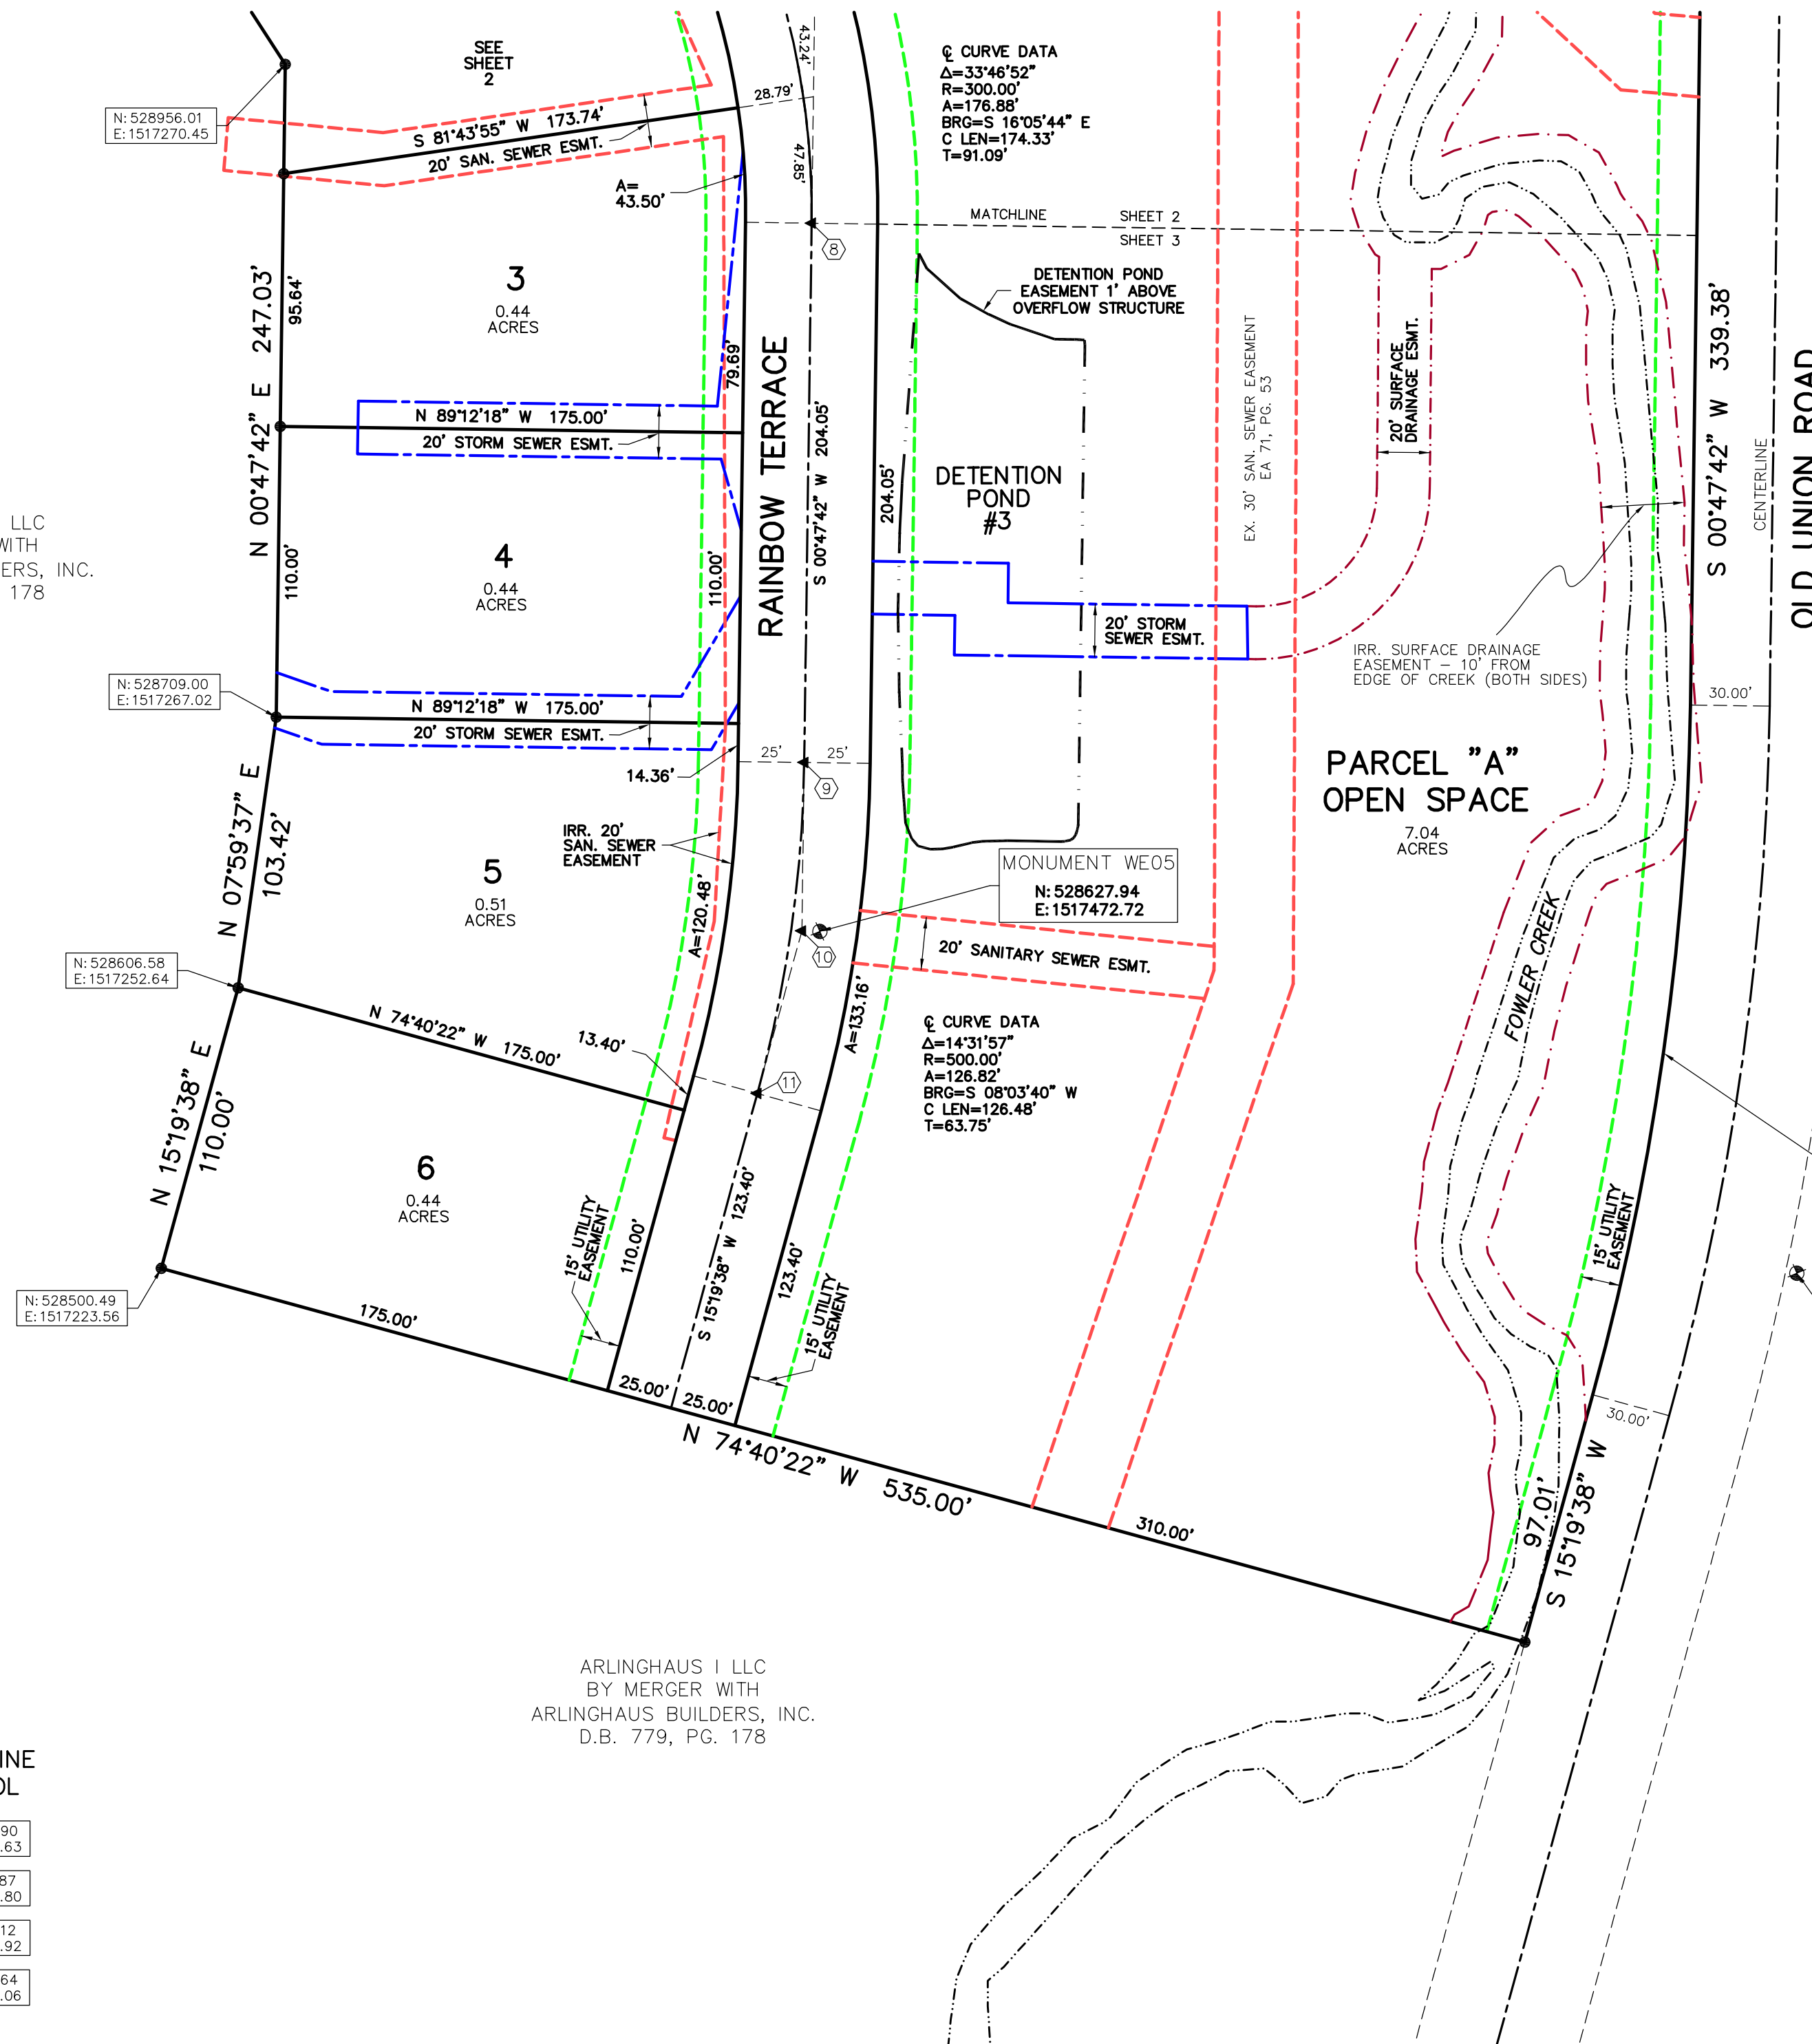 SEE
SHEET
2
N: 528956.01
E: 1517270.45
S 81°43'55" W 173.74'
20' SAN. SEWER ESMT.
28.79'
43.24'
47.85'
A=
43.50'
℄ CURVE DATA
Δ=33°46'52"
R=300.00'
A=176.88'
BRG=S 16°05'44" E
C LEN=174.33'
T=91.09'
MATCHLINE
SHEET 2
SHEET 3
8
3
0.44
ACRES
N 00°47'42" E 247.03'
95.64'
79.69'
DETENTION POND
EASEMENT 1' ABOVE
OVERFLOW STRUCTURE
EX. 30' SAN. SEWER EASEMENT
EA 71, PG. 53
20' SURFACE
DRAINAGE ESMT.
S 00°47'42" W 339.38'
CENTERLINE
OLD UNION ROAD
N 89°12'18" W 175.00'
20' STORM SEWER ESMT.
RAINBOW TERRACE
S 00°47'42" W 204.05'
204.05'
DETENTION
POND
#3
LLC
WITH
ERS, INC.
178
4
0.44
ACRES
110.00'
110.00'
20' STORM
SEWER ESMT.
IRR. SURFACE DRAINAGE
EASEMENT – 10' FROM
EDGE OF CREEK (BOTH SIDES)
30.00'
N: 528709.00
E: 1517267.02
N 89°12'18" W 175.00'
20' STORM SEWER ESMT.
14.36'
25'
25'
9
PARCEL "A"
OPEN SPACE
7.04
ACRES
N 07°59'37" E
103.42'
IRR. 20'
SAN. SEWER
EASEMENT
5
0.51
ACRES
A=120.48'
MONUMENT WE05
N: 528627.94
E: 1517472.72
10
20' SANITARY SEWER ESMT.
FOWLER CREEK
N: 528606.58
E: 1517252.64
N 74°40'22" W 175.00'
13.40'
11
A=133.16'
℄ CURVE DATA
Δ=14°31'57"
R=500.00'
A=126.82'
BRG=S 08°03'40" W
C LEN=126.48'
T=63.75'
N 15°19'38" E
110.00'
6
0.44
ACRES
15' UTILITY
EASEMENT
110.00'
S 15°19'38" W 123.40'
123.40'
15' UTILITY
EASEMENT
15' UTILITY
EASEMENT
N: 528500.49
E: 1517223.56
175.00'
25.00'
25.00'
N 74°40'22" W 535.00'
310.00'
30.00'
97.01'
S 15°19'38" W
ARLINGHAUS I LLC
BY MERGER WITH
ARLINGHAUS BUILDERS, INC.
D.B. 779, PG. 178
INE
OL
90
.63
87
.80
12
.92
64
.06